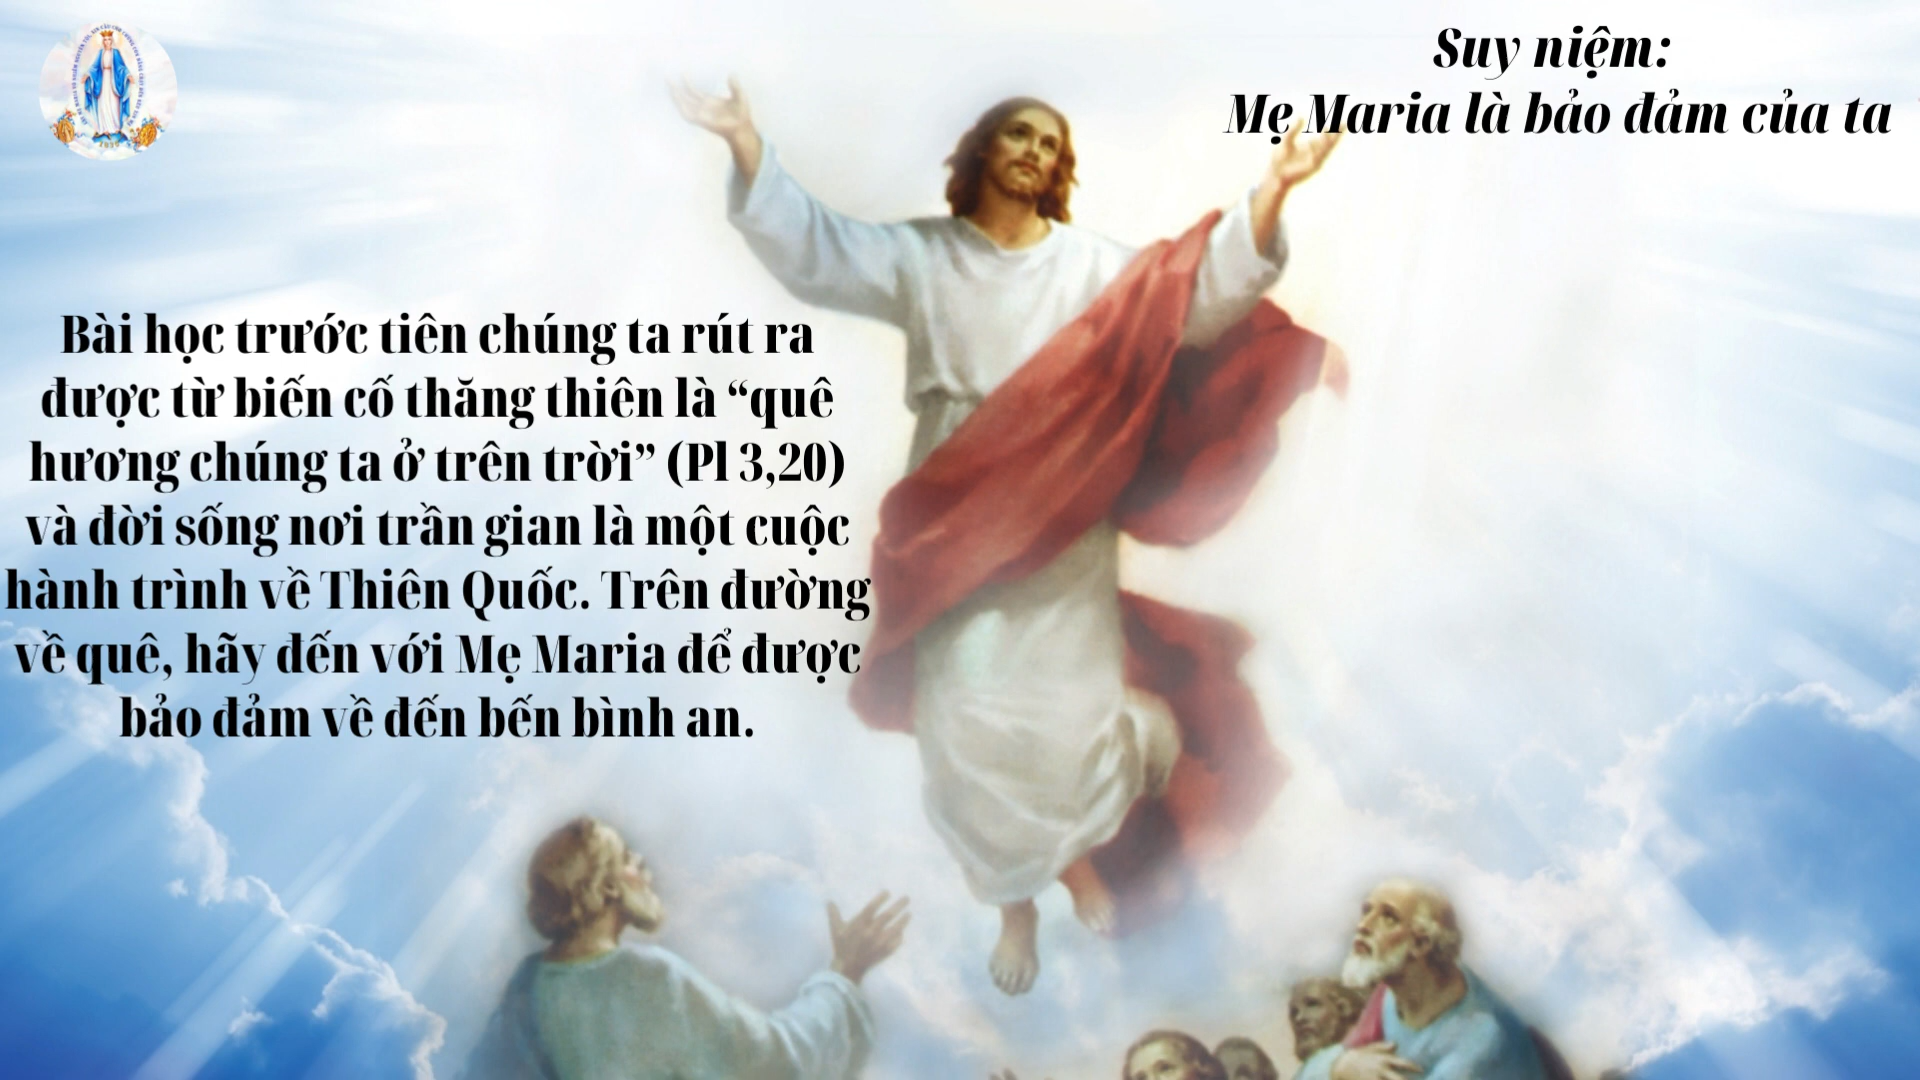 Suy niệm:
Mẹ Maria là bảo đảm của ta
Bài học trước tiên chúng ta rút ra
được từ biến cố thăng thiên là “quê
hương chúng ta ở trên trời” (Pl 3,20)
và đời sống nơi trần gian là một cuộc
hành trình về Thiên Quốc. Trên đường
về quê, hãy đến với Mẹ Maria để được
bảo đảm về đến bến bình an.